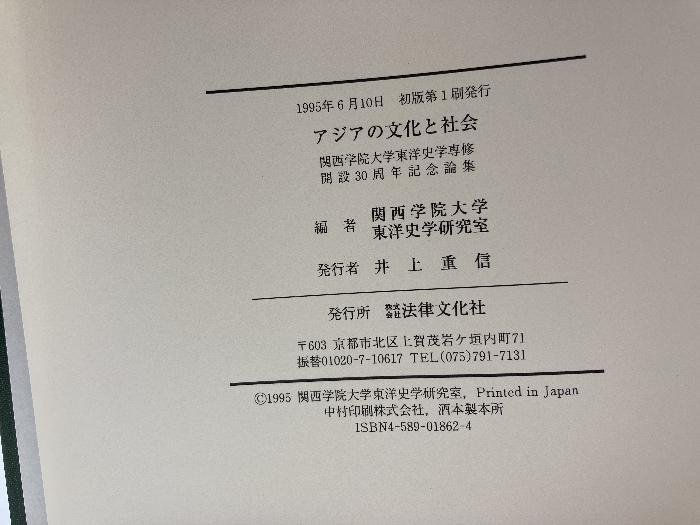 1995年6月10日　初版第1刷発行
アジアの文化と社会
関西学院大学東洋史学専修
開設30周年記念論集
編　者　関西学院大学
東洋史学研究室
発行者　井　上　重　信
発行所　株式会社法律文化社
〒603 京都市北区上賀茂岩ケ垣内町71
振替01020-7-10617 TEL(075)791-7131
©1995 関西学院大学東洋史学研究室, Printed in Japan
中村印刷株式会社, 酒本製本所
ISBN4-589-01862-4